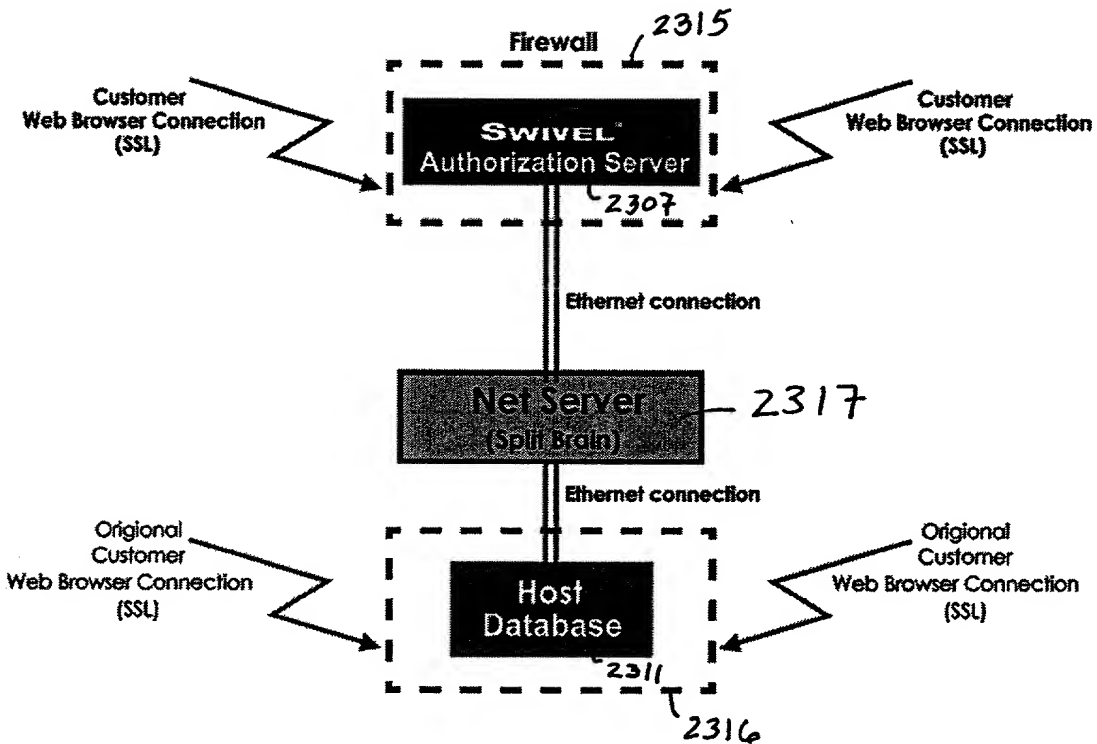 2315
Firewall
Customer
Web Browser Connection
(SSL)
SWIVEL™
Authorization Server
Customer
Web Browser Connection
(SSL)
2307
Ethernet connection
Net Server
(Split Brain)
2317
Ethernet connection
Origional
Customer
Web Browser Connection
(SSL)
Host
Database
Origional
Customer
Web Browser Connection
(SSL)
2311
2316